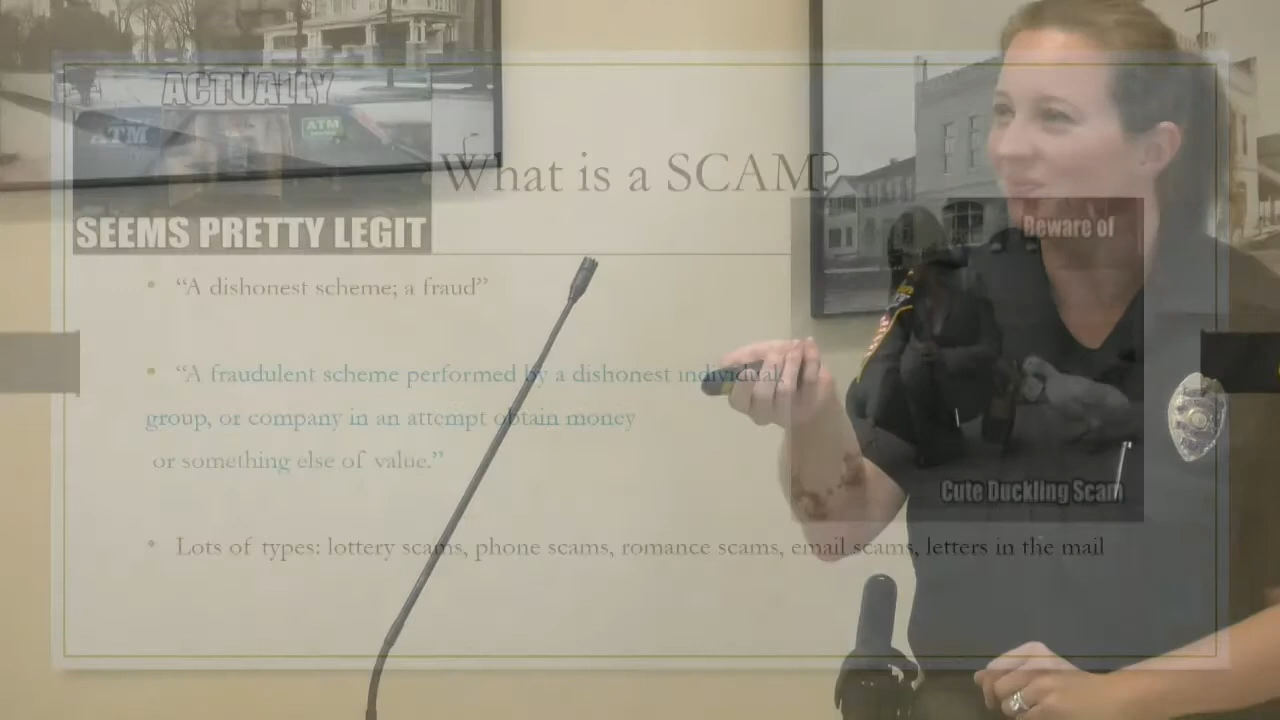 ACTUALLY
ATM
ATM
SEEMS PRETTY LEGIT
What is a SCAM?
Beware of
• “A dishonest scheme; a fraud”
• “A fraudulent scheme performed by a dishonest individual,
group, or company in an attempt obtain money
or something else of value.”
Cute Duckling Scam
• Lots of types: lottery scams, phone scams, romance scams, email scams, letters in the mail